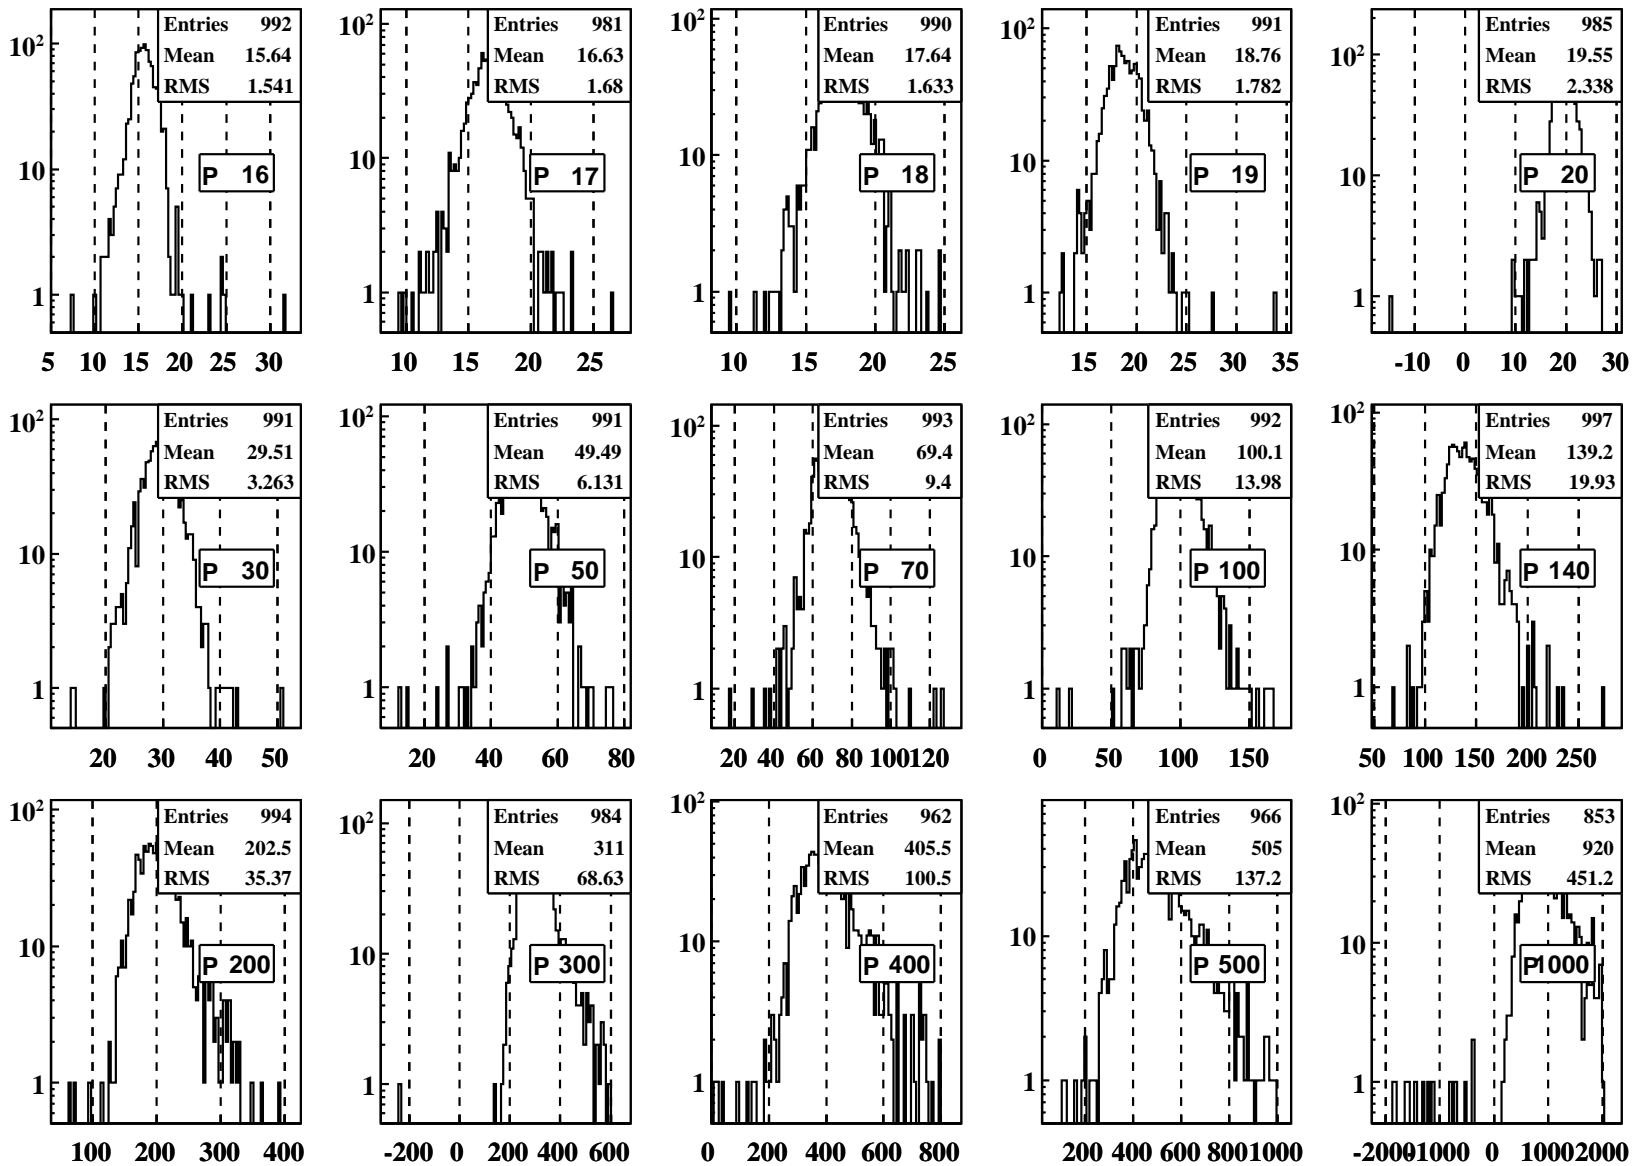 10² 10 1
Entries 992
Mean 15.64
RMS 1.541
P 16
5 10 15 20 25 30
10² 10 1
Entries 981
Mean 16.63
RMS 1.68
P 17
10 15 20 25
10² 10 1
Entries 990
Mean 17.64
RMS 1.633
P 18
10 15 20 25
10² 10 1
Entries 991
Mean 18.76
RMS 1.782
P 19
15 20 25 30 35
10² 10 1
Entries 985
Mean 19.55
RMS 2.338
P 20
-10 0 10 20 30
10² 10 1
Entries 991
Mean 29.51
RMS 3.263
P 30
20 30 40 50
10² 10 1
Entries 991
Mean 49.49
RMS 6.131
P 50
20 40 60 80
10² 10 1
Entries 993
Mean 69.4
RMS 9.4
P 70
20 40 60 80 100 120
10² 10 1
Entries 992
Mean 100.1
RMS 13.98
P 100
0 50 100 150
10² 10 1
Entries 997
Mean 139.2
RMS 19.93
P 140
50 100 150 200 250
10² 10 1
Entries 994
Mean 202.5
RMS 35.37
P 200
100 200 300 400
10² 10 1
Entries 984
Mean 311
RMS 68.63
P 300
-200 0 200 400 600
10² 10 1
Entries 962
Mean 405.5
RMS 100.5
P 400
0 200 400 600 800
10 1
Entries 966
Mean 505
RMS 137.2
P 500
200 400 600 800 1000
10² 10 1
Entries 853
Mean 920
RMS 451.2
P1000
-2000 -1000 0 1000 2000